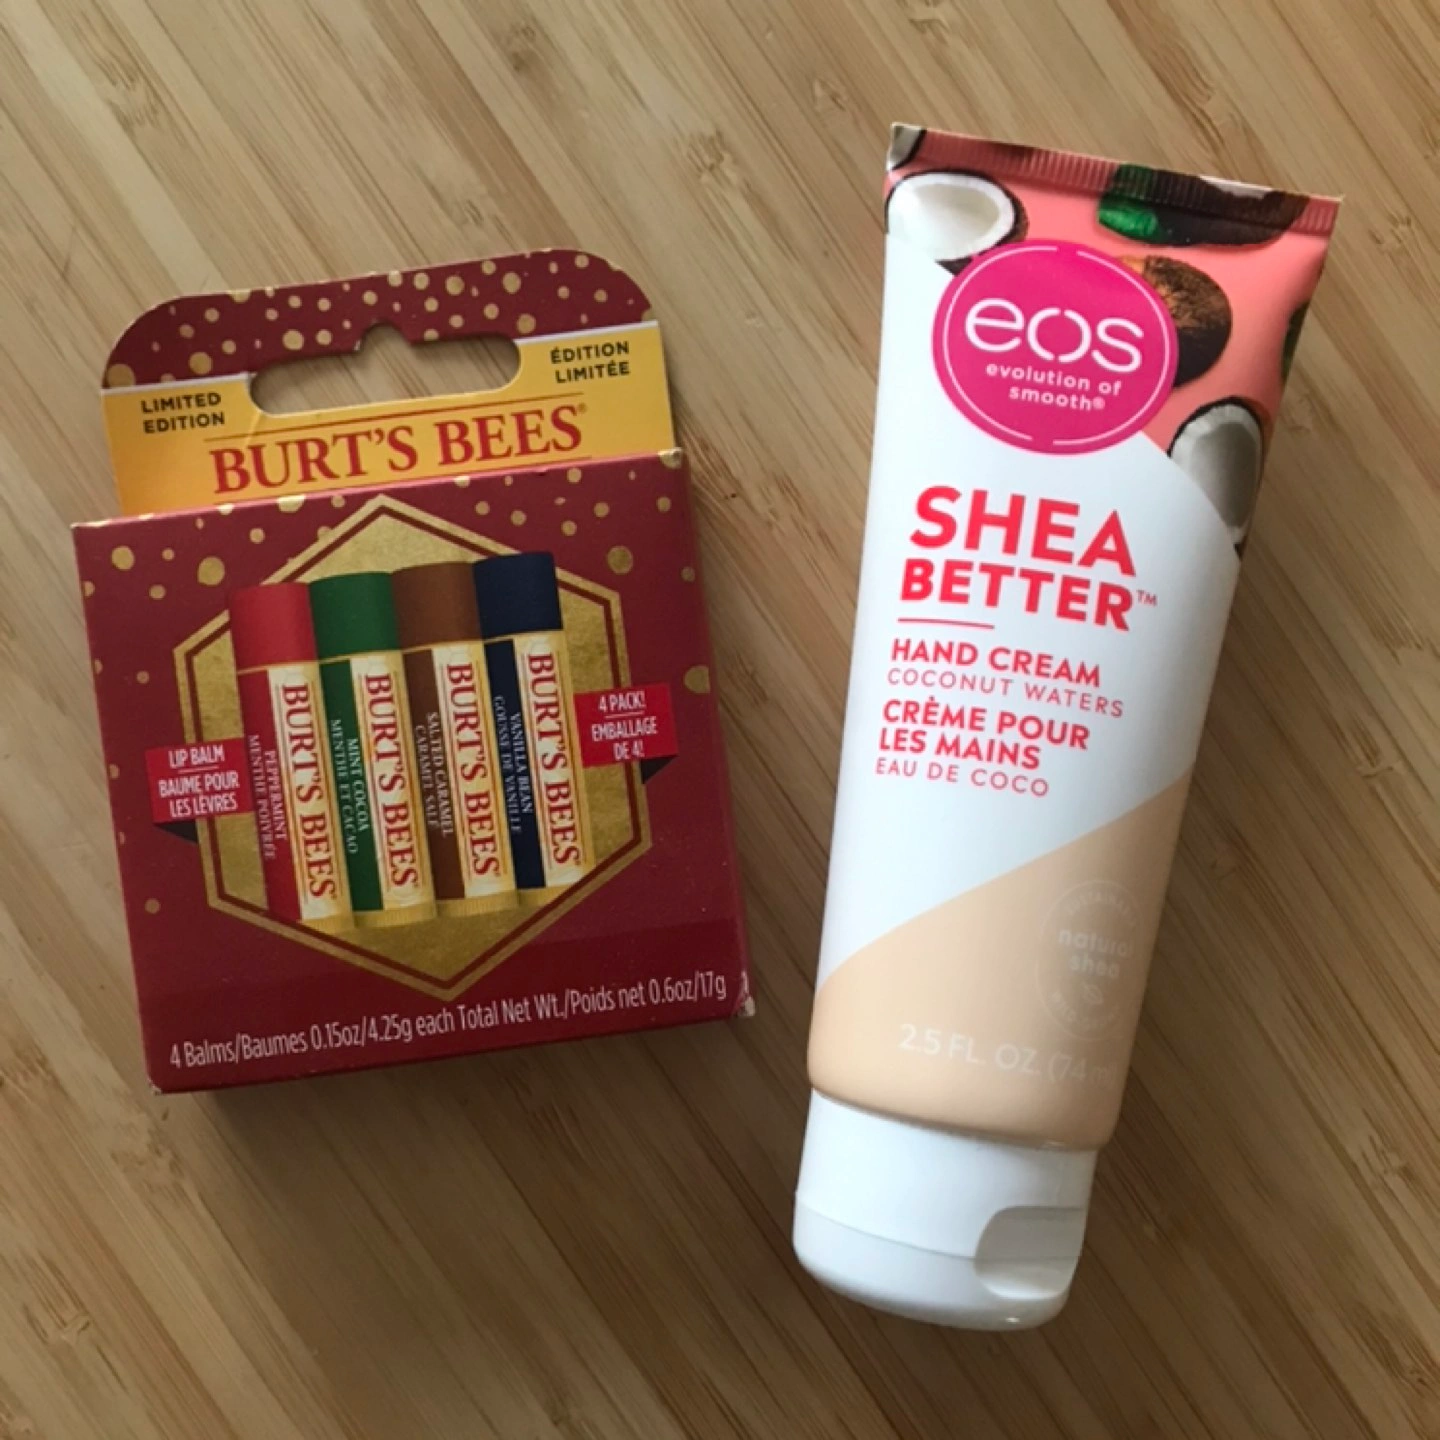 LIMITED
EDITION
ÉDITION
LIMITÉE
BURT'S BEES®
LIP BALM
BAUME POUR
LES LÈVRES
PEPPERMINT
MENTHE POIVRÉE
BURT'S BEES
MINT COCOA
MENTHE ET CACAO
BURT'S BEES
SALTED CARAMEL
CARAMEL SALÉ
BURT'S BEES
VANILLA BEAN
GOUSSE DE VANILLE
BURT'S BEES
4 PACK!
EMBALLAGE
DE 4!
4 Balms/Baumes 0.15oz/4.25g each Total Net Wt./Poids net 0.6oz/17g
eos
evolution of
smooth®
SHEA
BETTER™
HAND CREAM
COCONUT WATERS
CRÈME POUR
LES MAINS
EAU DE COCO
natural
shea
2.5 FL. OZ. (74